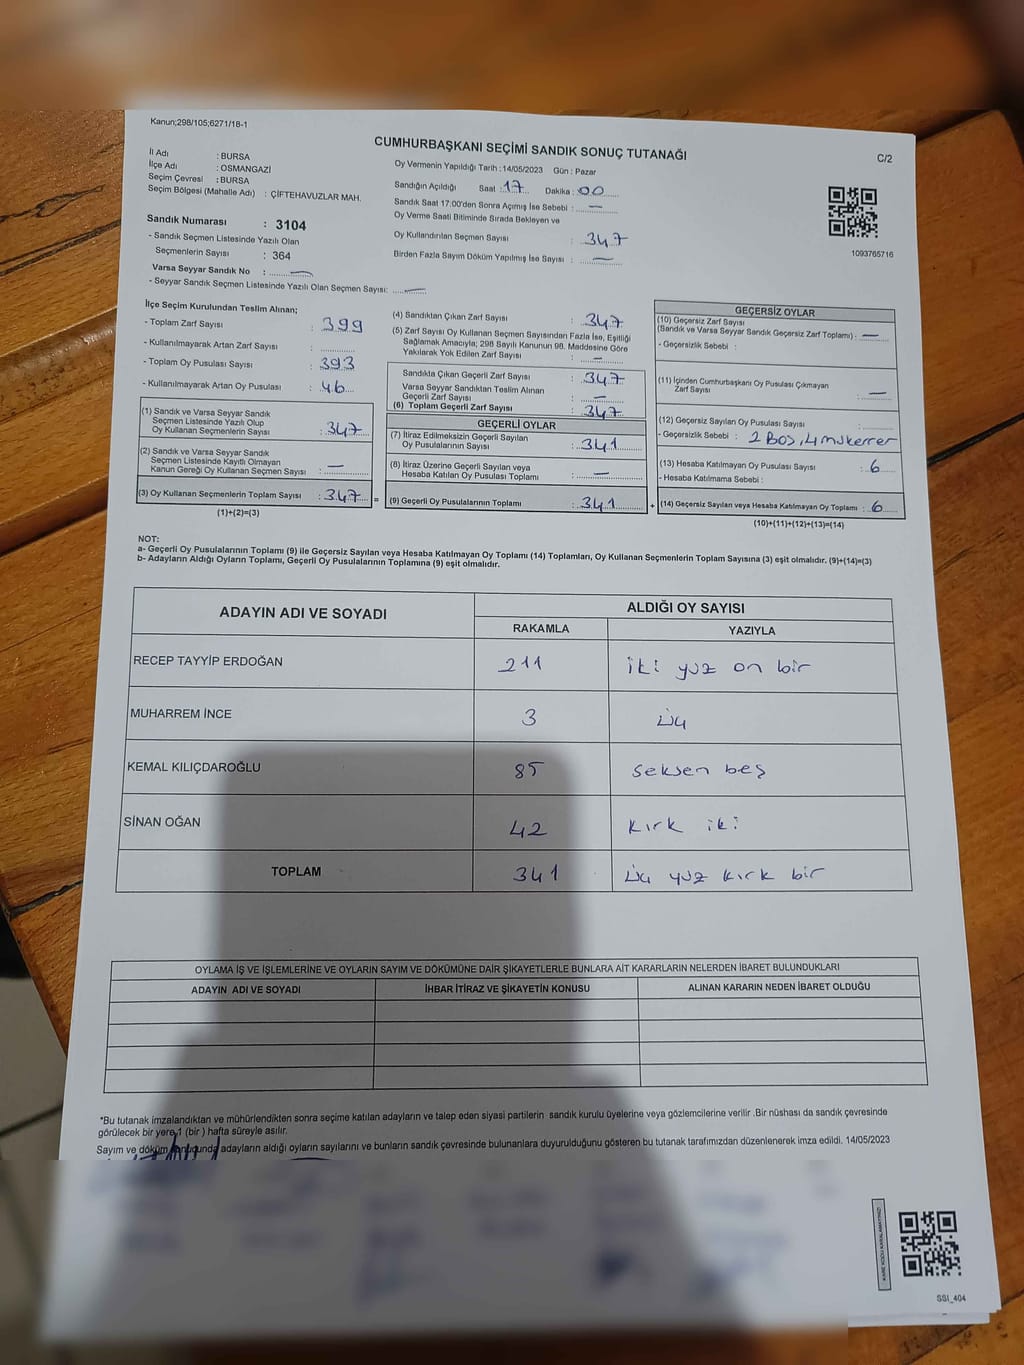 Kanun;298/105;6271/18-1
CUMHURBAŞKANI SEÇİMİ SANDIK SONUÇ TUTANAĞI
C/2
İl Adı : BURSA
İlçe Adı : OSMANGAZİ
Seçim Çevresi : BURSA
Seçim Bölgesi (Mahalle Adı) : ÇİFTEHAVUZLAR MAH.
Sandık Numarası : 3104
- Sandık Seçmen Listesinde Yazılı Olan
Seçmenlerin Sayısı : 364
Varsa Seyyar Sandık No : —
- Seyyar Sandık Seçmen Listesinde Yazılı Olan Seçmen Sayısı: —
Oy Vermenin Yapıldığı Tarih : 14/05/2023 Gün : Pazar
Sandığın Açıldığı Saat : 17 Dakika : 00
Sandık Saat 17:00'den Sonra Açımış İse Sebebi : —
Oy Verme Saati Bitiminde Sırada Bekleyen ve
Oy Kullandırılan Seçmen Sayısı : 347
Birden Fazla Sayım Döküm Yapılmış İse Sayısı : —
1093765716
İlçe Seçim Kurulundan Teslim Alınan;
- Toplam Zarf Sayısı : 399
- Kullanılmayarak Artan Zarf Sayısı :
- Toplam Oy Pusulası Sayısı : 393
- Kullanılmayarak Artan Oy Pusulası : 46
(1) Sandık ve Varsa Seyyar Sandık
Seçmen Listesinde Yazılı Olup
Oy Kullanan Seçmenlerin Sayısı : 347
(2) Sandık ve Varsa Seyyar Sandık
Seçmen Listesinde Kayıtlı Olmayan
Kanun Gereği Oy Kullanan Seçmen Sayısı : —
(3) Oy Kullanan Seçmenlerin Toplam Sayısı : 347 =
(1)+(2)=(3)
(4) Sandıktan Çıkan Zarf Sayısı : 347
(5) Zarf Sayısı Oy Kullanan Seçmen Sayısından Fazla İse, Eşitliği
Sağlamak Amacıyla; 298 Sayılı Kanunun 98. Maddesine Göre
Yakılarak Yok Edilen Zarf Sayısı : —
Sandıkta Çıkan Geçerli Zarf Sayısı : 347
Varsa Seyyar Sandıktan Teslim Alınan
Geçerli Zarf Sayısı : —
(6) Toplam Geçerli Zarf Sayısı : 347
GEÇERLİ OYLAR
(7) İtiraz Edilmeksizin Geçerli Sayılan
Oy Pusulalarının Sayısı : 341
(8) İtiraz Üzerine Geçerli Sayılan veya
Hesaba Katılan Oy Pusulası Toplamı : —
(9) Geçerli Oy Pusulalarının Toplamı : 341 +
GEÇERSİZ OYLAR
(10) Geçersiz Zarf Sayısı
(Sandık ve Varsa Seyyar Sandık Geçersiz Zarf Toplamı) : —
- Geçersizlik Sebebi :
(11) İçinden Cumhurbaşkanı Oy Pusulası Çıkmayan
Zarf Sayısı : —
(12) Geçersiz Sayılan Oy Pusulası Sayısı :
- Geçersizlik Sebebi : 2 Boş, 4 mükerrer
(13) Hesaba Katılmayan Oy Pusulası Sayısı : 6
- Hesaba Katılmama Sebebi :
(14) Geçersiz Sayılan veya Hesaba Katılmayan Oy Toplamı : 6
(10)+(11)+(12)+(13)=(14)
NOT:
a- Geçerli Oy Pusulalarının Toplamı (9) ile Geçersiz Sayılan veya Hesaba Katılmayan Oy Toplamı (14) Toplamları, Oy Kullanan Seçmenlerin Toplam Sayısına (3) eşit olmalıdır. (9)+(14)=(3)
b- Adayların Aldığı Oyların Toplamı, Geçerli Oy Pusulalarının Toplamına (9) eşit olmalıdır.
ADAYIN ADI VE SOYADI ALDIĞI OY SAYISI
RAKAMLA YAZIYLA
RECEP TAYYİP ERDOĞAN 211 iki yuz on bir
MUHARREM İNCE 3 üç
KEMAL KILIÇDAROĞLU 85 seksen beş
SİNAN OĞAN 42 kırk iki
TOPLAM 341 üç yuz kırk bir
OYLAMA İŞ VE İŞLEMLERİNE VE OYLARIN SAYIM VE DÖKÜMÜNE DAİR ŞİKAYETLERLE BUNLARA AİT KARARLARIN NELERDEN İBARET BULUNDUKLARI
ADAYIN ADI VE SOYADI İHBAR İTİRAZ VE ŞİKAYETİN KONUSU ALINAN KARARIN NEDEN İBARET OLDUĞU
*Bu tutanak imzalandıktan ve mühürlendikten sonra seçime katılan adayların ve talep eden siyasi partilerin sandık kurulu üyelerine veya gözlemcilerine verilir .Bir nüshası da sandık çevresinde
görülecek bir yere 1 (bir ) hafta süreyle asılır.
Sayım ve döküm sonucunda adayların aldığı oyların sayılarını ve bunların sandık çevresinde bulunanlara duyurulduğunu gösteren bu tutanak tarafımızdan düzenlenerek imza edildi. 14/05/2023
KARE KODU KARALAMAYINIZ!
SSI_404